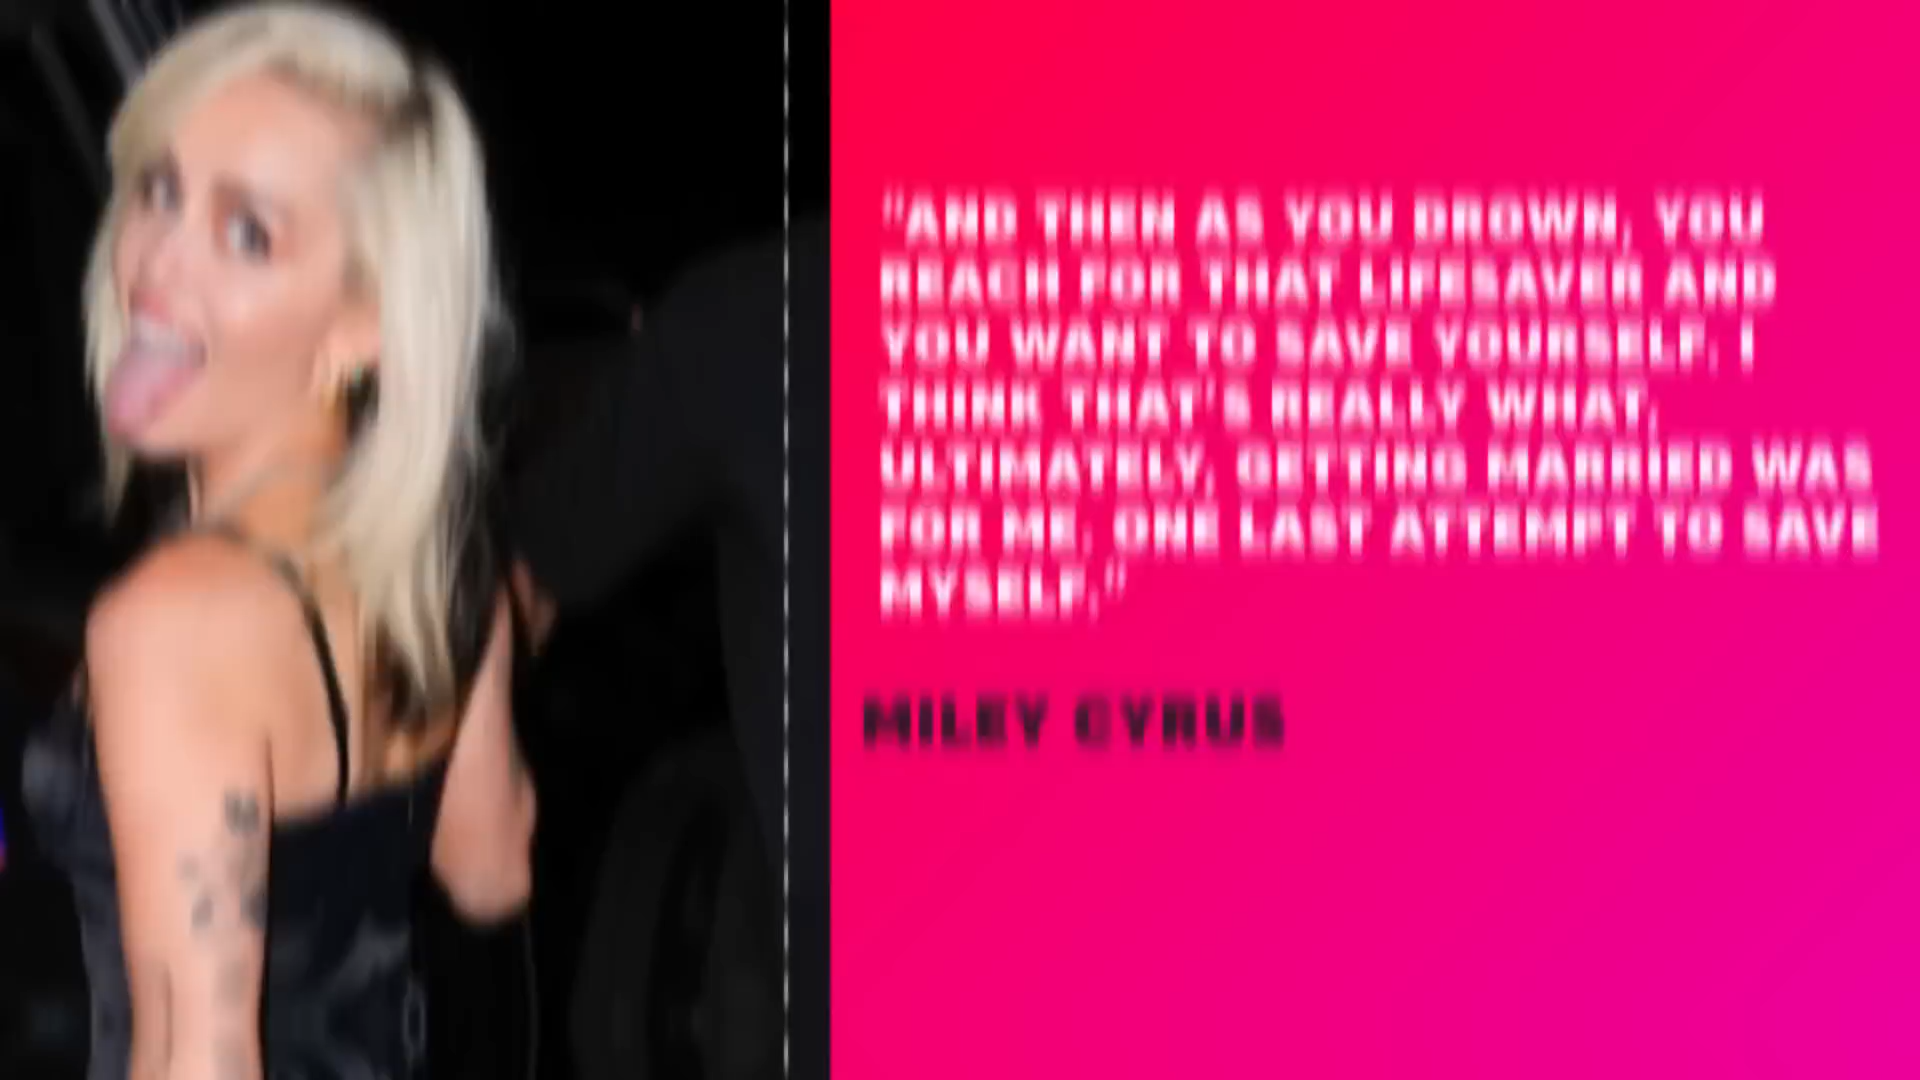 "AND THEN AS YOU DROWN, YOU
REACH FOR THAT LIFESAVER AND
YOU WANT TO SAVE YOURSELF. I
THINK THAT'S REALLY WHAT,
ULTIMATELY, GETTING MARRIED WAS
FOR ME. ONE LAST ATTEMPT TO SAVE
MYSELF."
MILEY CYRUS